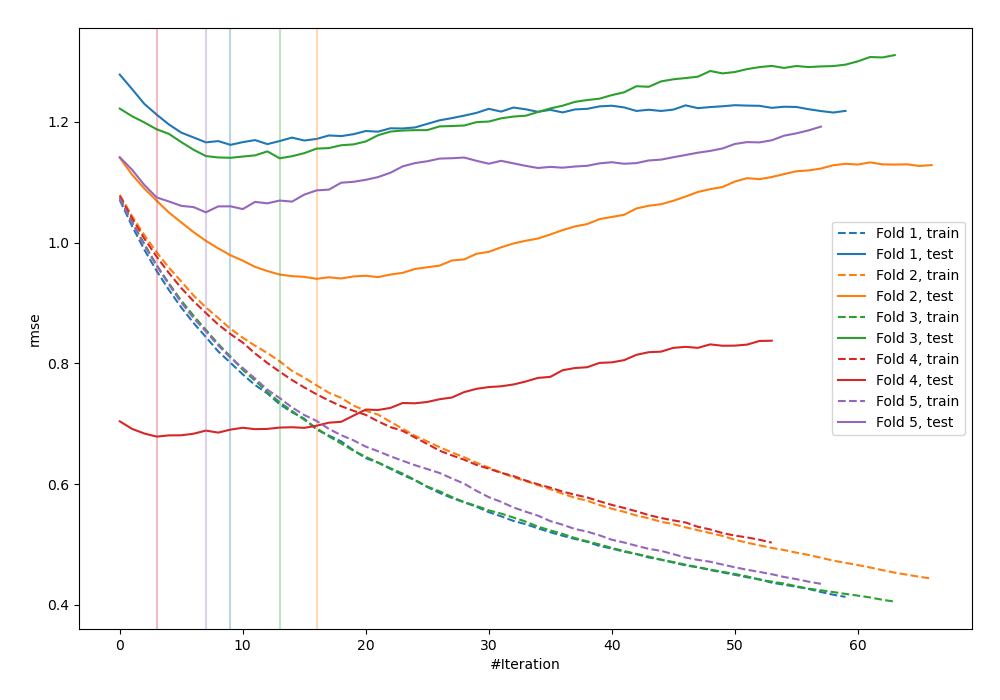 1.2
1.0
0.8
0.6
0.4
rmse
0 10 20 30 40 50 60
#Iteration
Fold 1, train
Fold 1, test
Fold 2, train
Fold 2, test
Fold 3, train
Fold 3, test
Fold 4, train
Fold 4, test
Fold 5, train
Fold 5, test